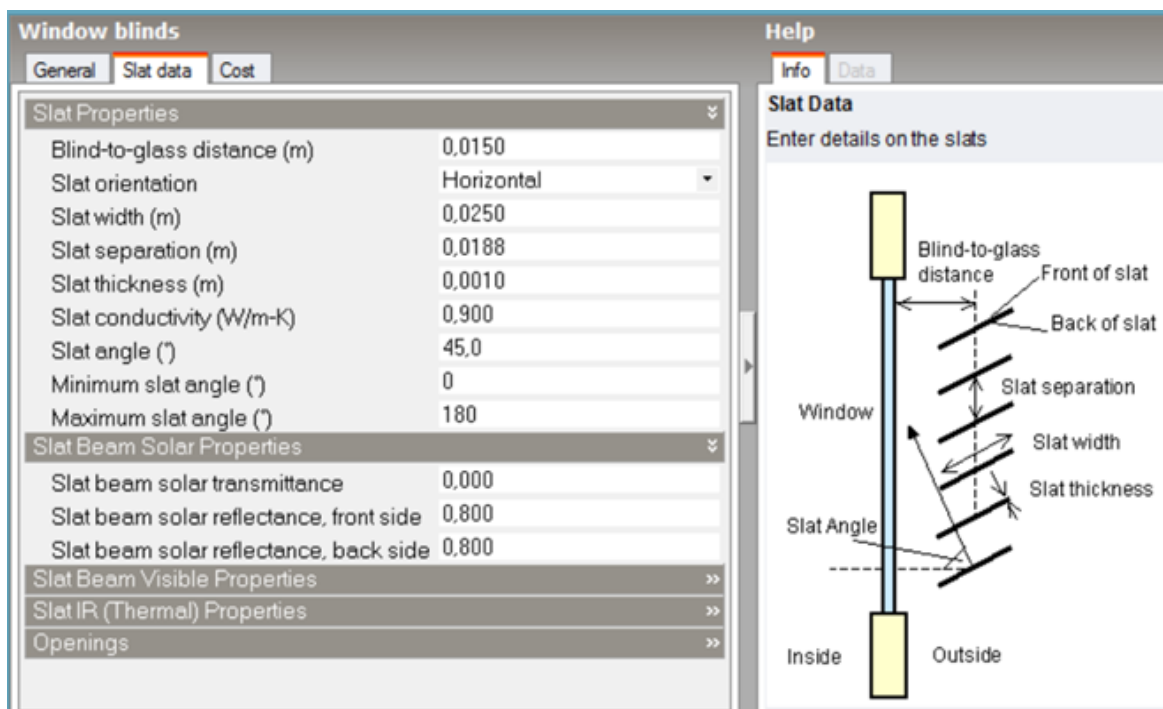 Window blinds
General
Slat data
Cost
Slat Properties
Blind-to-glass distance (m) 0,0150
Slat orientation Horizontal
Slat width (m) 0,0250
Slat separation (m) 0,0188
Slat thickness (m) 0,0010
Slat conductivity (W/m-K) 0,900
Slat angle (°) 45,0
Minimum slat angle (°) 0
Maximum slat angle (°) 180
Slat Beam Solar Properties
Slat beam solar transmittance 0,000
Slat beam solar reflectance, front side 0,800
Slat beam solar reflectance, back side 0,800
Slat Beam Visible Properties
Slat IR (Thermal) Properties
Openings
Help
Info
Data
Slat Data
Enter details on the slats
Blind-to-glass
distance
Front of slat
Back of slat
Slat separation
Window
Slat width
Slat thickness
Slat Angle
Inside
Outside